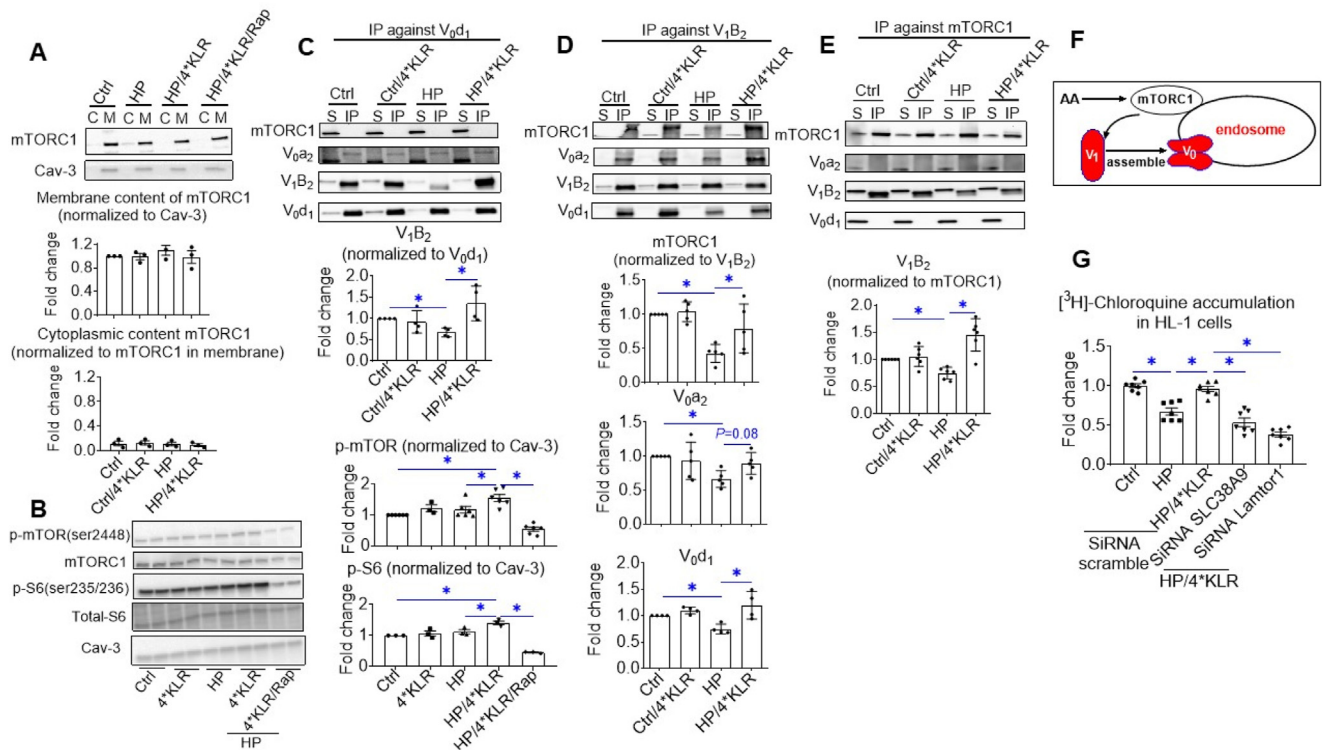 A
Ctrl
HP
HP/4*KLR
HP/4*KLR/Rap
C M C M C M C M
mTORC1
Cav-3
Membrane content of mTORC1
(normalized to Cav-3)
Fold change
1.2
0.8
0.4
0.0
Cytoplasmic content mTORC1
(normalized to mTORC1 in membrane)
Fold change
1.2
0.8
0.4
0.0
Ctrl
Ctrl/4*KLR
HP
HP/4*KLR
B
p-mTOR(ser2448)
mTORC1
p-S6(ser235/236)
Total-S6
Cav-3
Ctrl
4*KLR
HP
4*KLR
4*KLR/Rap
HP
C
IP against V0d1
Ctrl
Ctrl/4*KLR
HP
HP/4*KLR
S IP S IP S IP S IP
mTORC1
V0a2
V1B2
V0d1
V1B2
(normalized to V0d1)
Fold change
2.0
1.5
1.0
0.5
0.0
*
*
Ctrl
Ctrl/4*KLR
HP
HP/4*KLR
p-mTOR (normalized to Cav-3)
Fold change
2
1
0
*
*
*
p-S6 (normalized to Cav-3)
Fold change
2
1
0
*
*
*
Ctrl
4*KLR
HP
HP/4*KLR
HP/4*KLR/Rap
D
IP against V1B2
Ctrl
Ctrl/4*KLR
HP
HP/4*KLR
S IP S IP S IP S IP
mTORC1
V0a2
V1B2
V0d1
mTORC1
(normalized to V1B2)
Fold change
1.5
1.0
0.5
0.0
*
*
V0a2
Fold change
1.5
1.0
0.5
0.0
*
P=0.08
V0d1
Fold change
2.0
1.5
1.0
0.5
0.0
*
*
Ctrl
Ctrl/4*KLR
HP
HP/4*KLR
E
IP against mTORC1
Ctrl
Ctrl/4*KLR
HP
HP/4*KLR
S IP S IP S IP S IP
mTORC1
V0a2
V1B2
V0d1
V1B2
(normalized to mTORC1)
Fold change
2.0
1.5
1.0
0.5
0.0
*
*
Ctrl
Ctrl/4*KLR
HP
HP/4*KLR
F
AA
mTORC1
endosome
V1
assemble
V0
G
[3H]-Chloroquine accumulation
in HL-1 cells
Fold change
1.5
1.0
0.5
0.0
*
*
*
*
Ctrl
HP
HP/4*KLR
SiRNA SLC38A9
SiRNA Lamtor1
SiRNA
scramble
HP/4*KLR